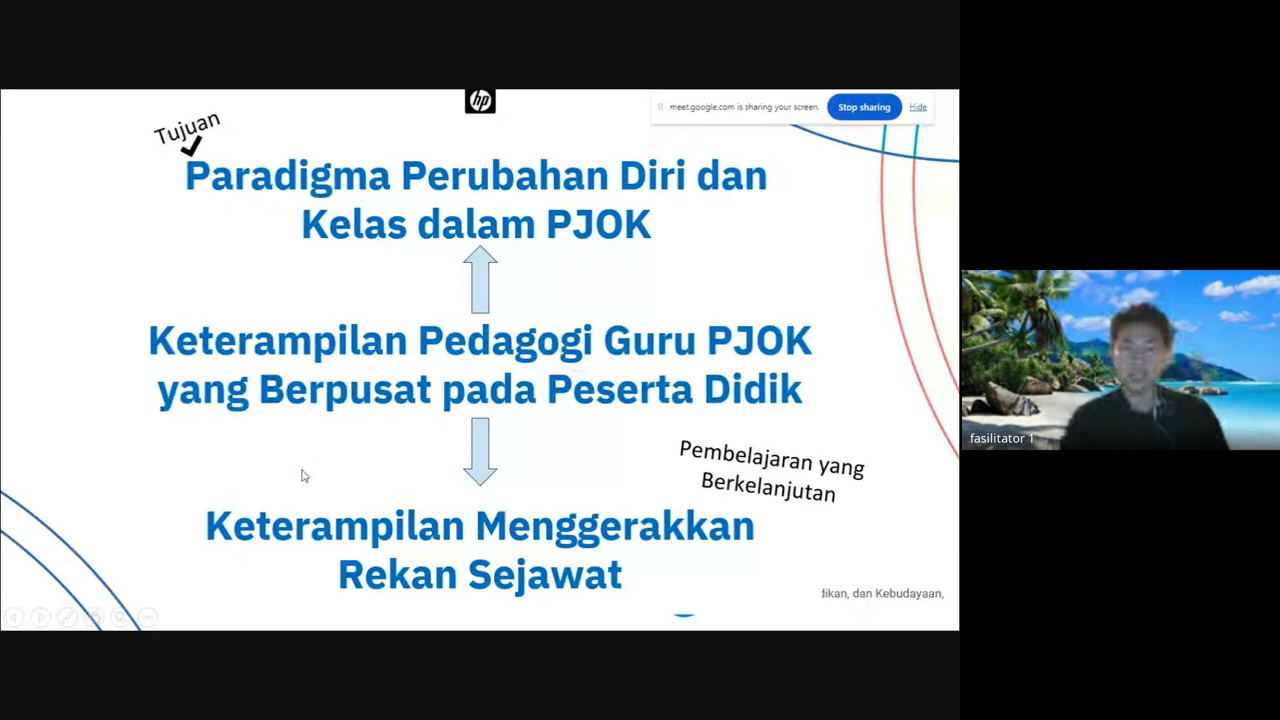 hp
meet.google.com is sharing your screen.
Stop sharing
Hide
Tujuan
Paradigma Perubahan Diri dan
Kelas dalam PJOK
Keterampilan Pedagogi Guru PJOK
yang Berpusat pada Peserta Didik
Pembelajaran yang
Berkelanjutan
Keterampilan Menggerakkan
Rekan Sejawat
dikan, dan Kebudayaan,
fasilitator 1